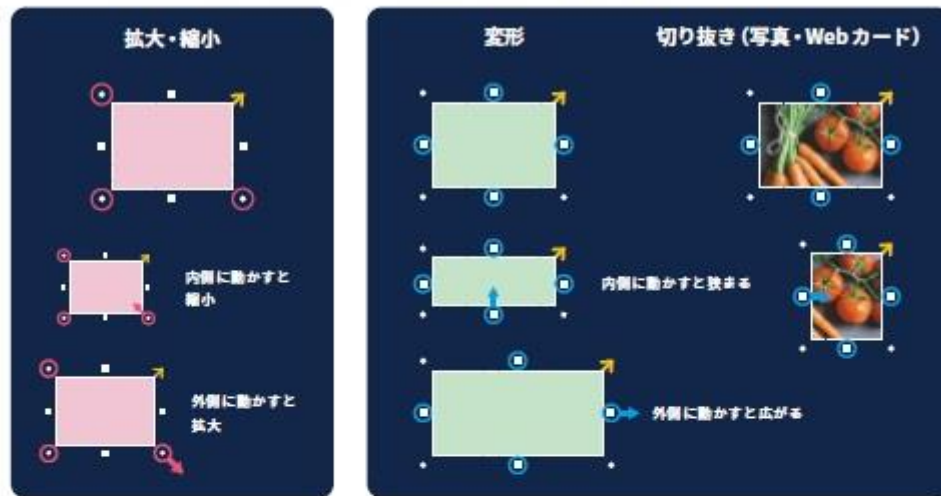 拡大・縮小
内側に動かすと
縮小
外側に動かすと
拡大
変形
切り抜き（写真・Webカード）
内側に動かすと狭まる
外側に動かすと広がる